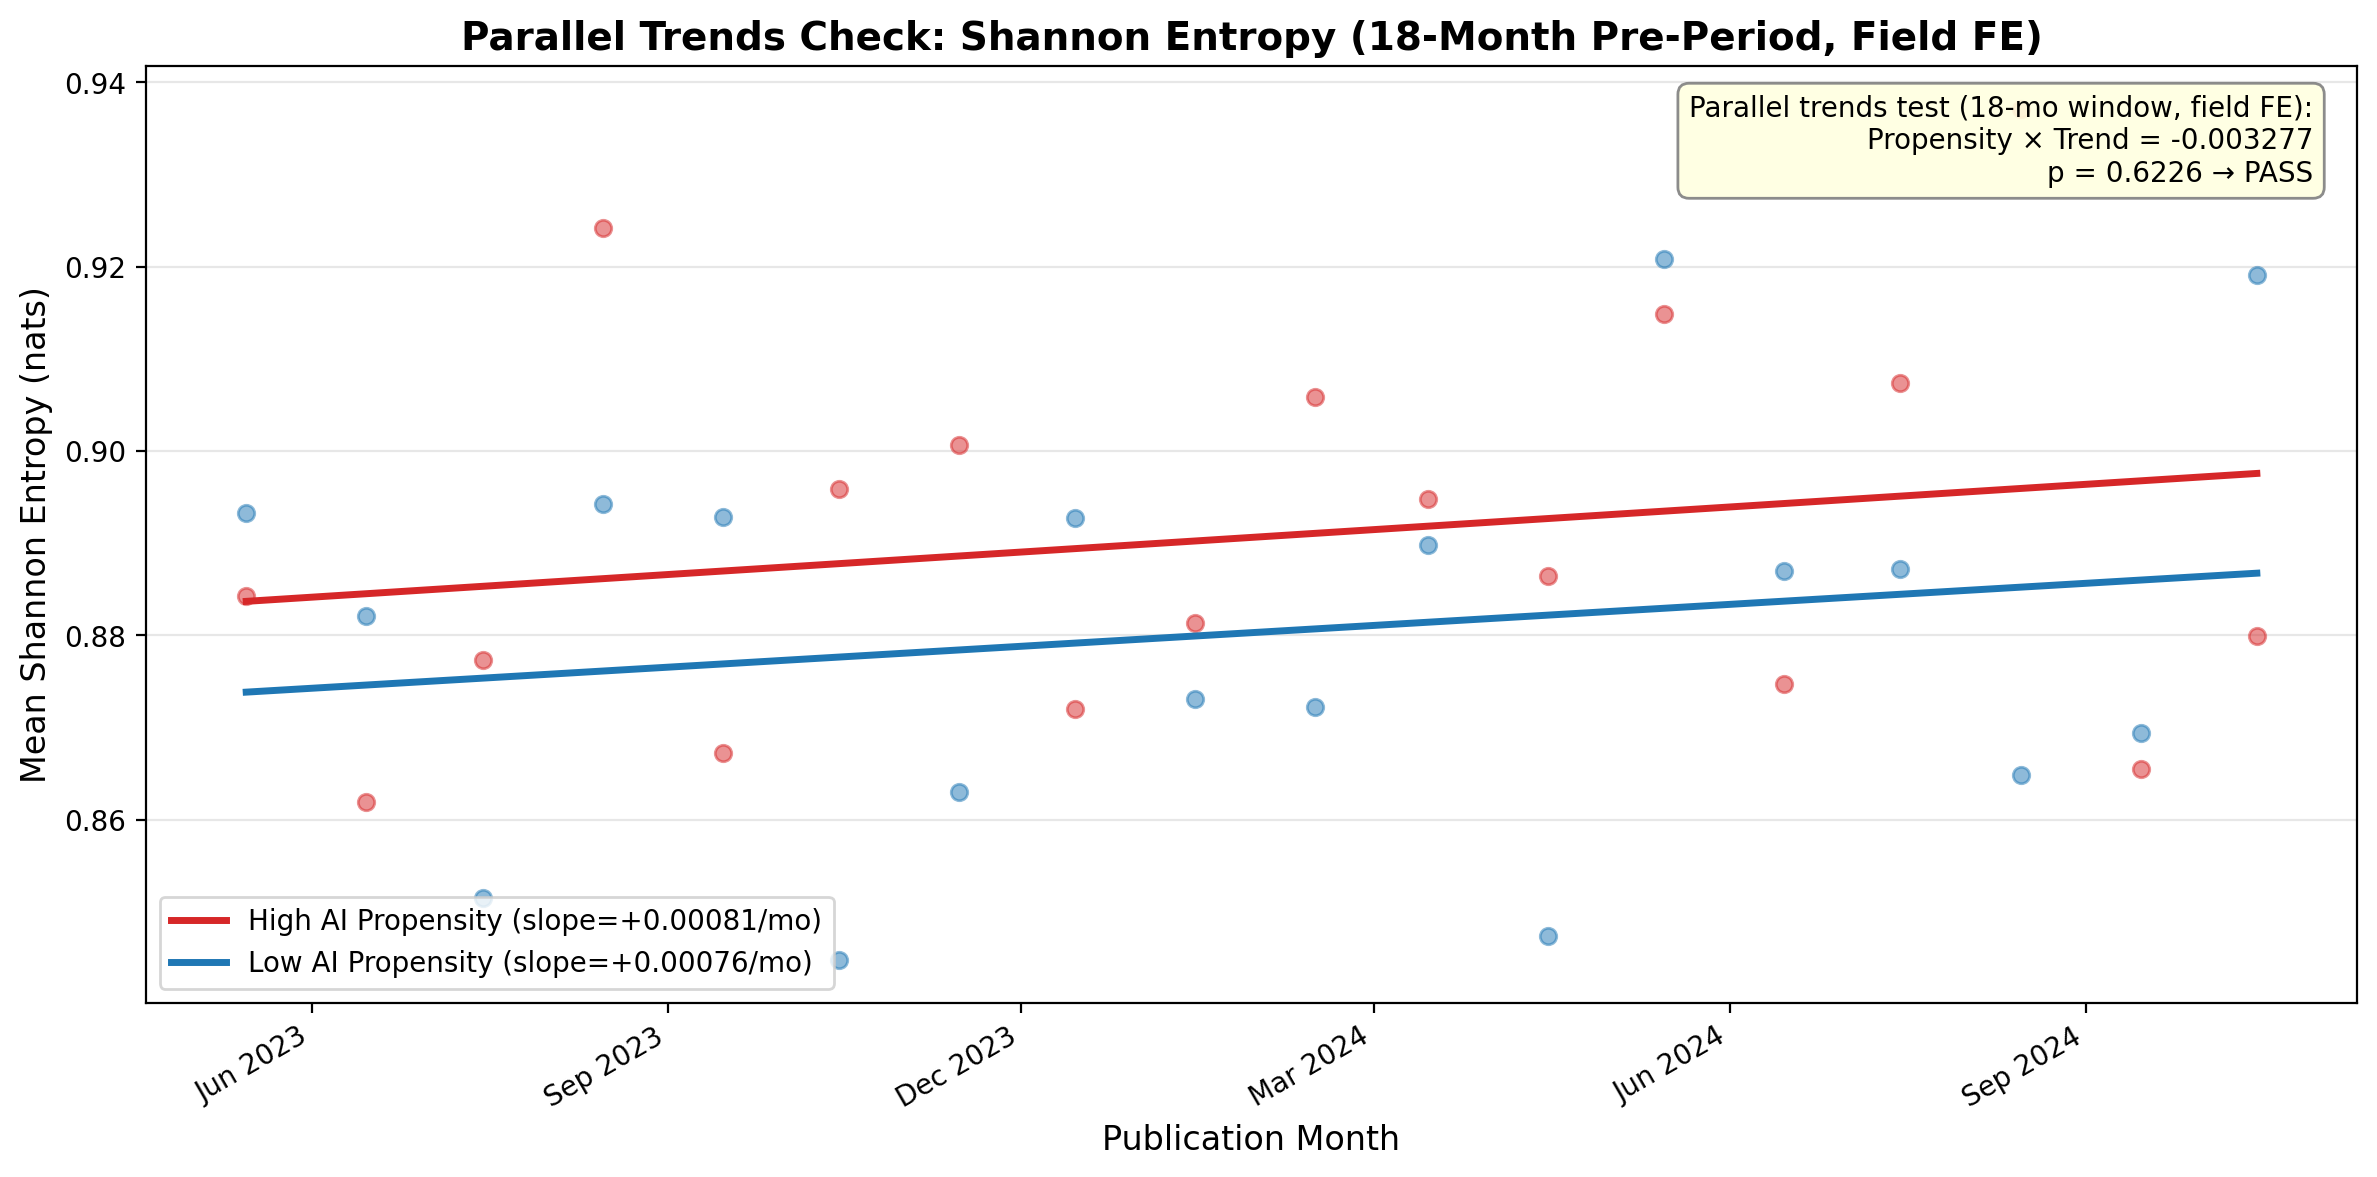 Parallel Trends Check: Shannon Entropy (18-Month Pre-Period, Field FE)
Parallel trends test (18-mo window, field FE):
Propensity × Trend = -0.003277
p = 0.6226 → PASS
Mean Shannon Entropy (nats)
0.94
0.92
0.90
0.88
0.86
High AI Propensity (slope=+0.00081/mo)
Low AI Propensity (slope=+0.00076/mo)
Jun 2023
Sep 2023
Dec 2023
Mar 2024
Jun 2024
Sep 2024
Publication Month